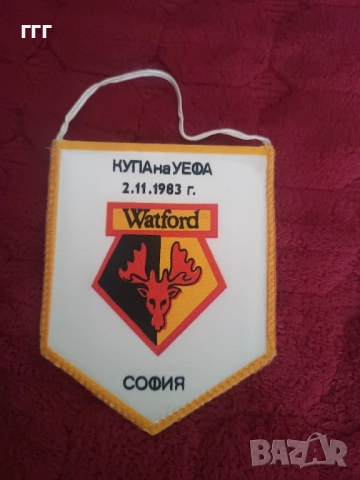 ггг
КУПАнаУЕФА
2.11.1983 г.
Watford
СОФИЯ
BAZAR